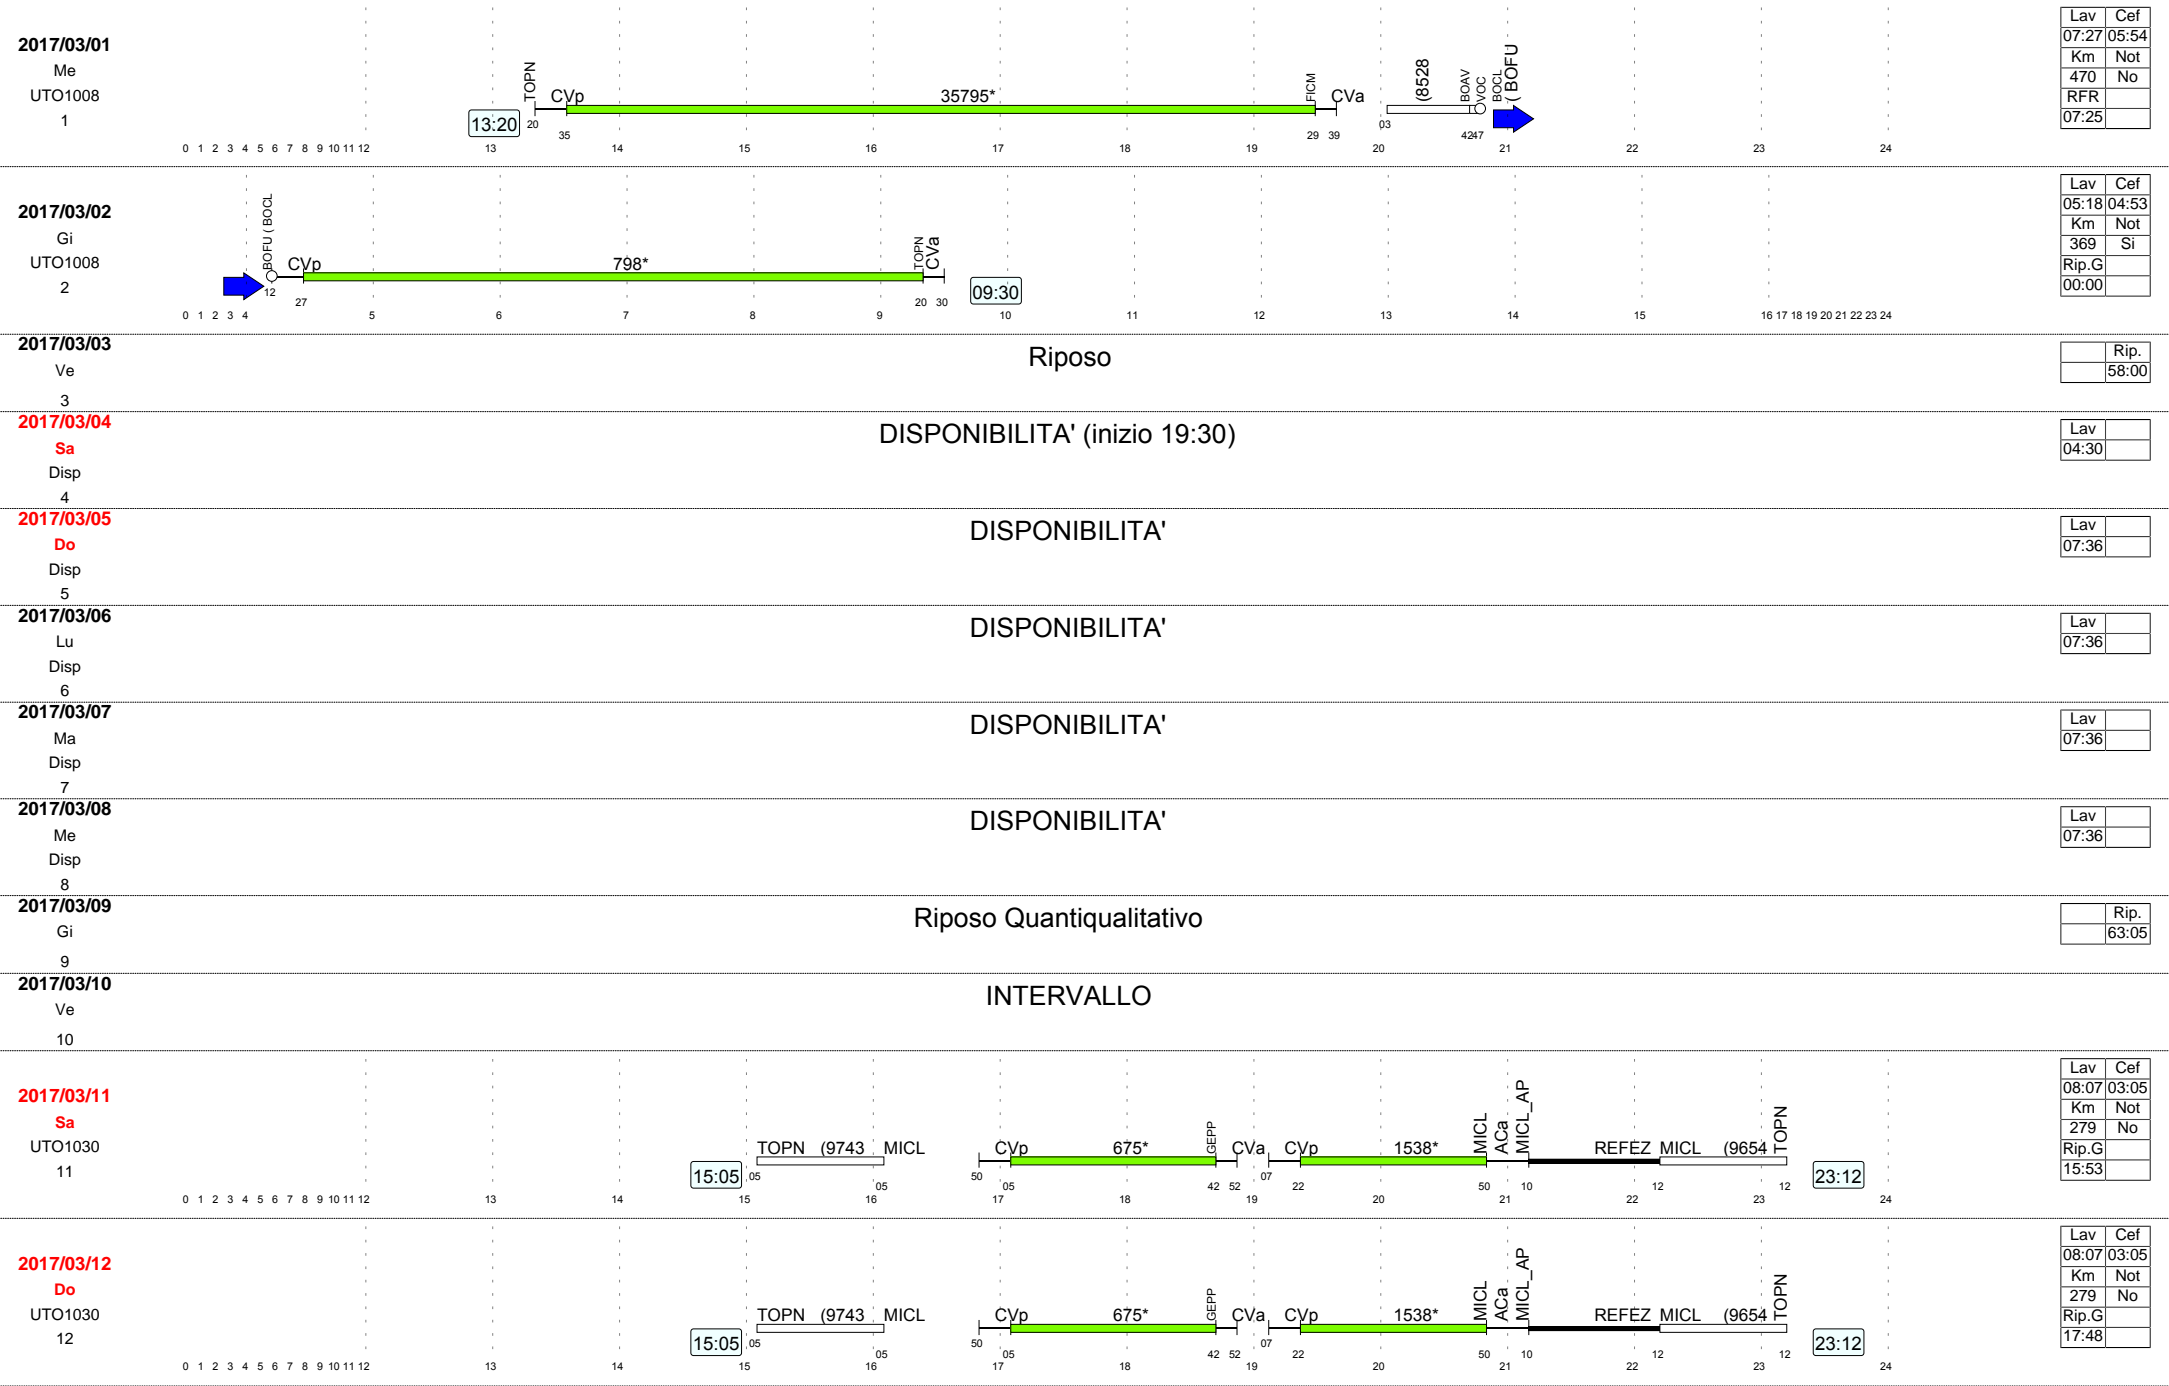 2017/03/01
Me
UTO1008
1
13:20
TOPN
20
CVp
35
35795*
FICM
29
CVa
39
(8528
03
BOAV
42
VOC
47
BOCL
( BOFU
0 1 2 3 4 5 6 7 8 9 10 11 12 13 14 15 16 17 18 19 20 21 22 23 24
Lav Cef
07:27 05:54
Km Not
470 No
RFR
07:25
2017/03/02
Gi
UTO1008
2
BOFU ( BOCL
12
CVp
27
798*
TOPN
20
CVa
30
09:30
0 1 2 3 4 5 6 7 8 9 10 11 12 13 14 15 16 17 18 19 20 21 22 23 24
Lav Cef
05:18 04:53
Km Not
369 Si
Rip.G
00:00
2017/03/03
Ve
3
Riposo
Rip.
58:00
2017/03/04
Sa
Disp
4
DISPONIBILITA' (inizio 19:30)
Lav
04:30
2017/03/05
Do
Disp
5
DISPONIBILITA'
Lav
07:36
2017/03/06
Lu
Disp
6
DISPONIBILITA'
Lav
07:36
2017/03/07
Ma
Disp
7
DISPONIBILITA'
Lav
07:36
2017/03/08
Me
Disp
8
DISPONIBILITA'
Lav
07:36
2017/03/09
Gi
9
Riposo Quantiqualitativo
Rip.
63:05
2017/03/10
Ve
10
INTERVALLO
2017/03/11
Sa
UTO1030
11
15:05
TOPN (9743 MICL
05 05
CVp 675* GEPP CVa
50 05 42 52
CVp 1538* MICL ACa MICL_AP
07 22 50 10
REFEZ MICL (9654 TOPN
12 12
23:12
0 1 2 3 4 5 6 7 8 9 10 11 12 13 14 15 16 17 18 19 20 21 22 23 24
Lav Cef
08:07 03:05
Km Not
279 No
Rip.G
15:53
2017/03/12
Do
UTO1030
12
15:05
TOPN (9743 MICL
05 05
CVp 675* GEPP CVa
50 05 42 52
CVp 1538* MICL ACa MICL_AP
07 22 50 10
REFEZ MICL (9654 TOPN
12 12
23:12
0 1 2 3 4 5 6 7 8 9 10 11 12 13 14 15 16 17 18 19 20 21 22 23 24
Lav Cef
08:07 03:05
Km Not
279 No
Rip.G
17:48